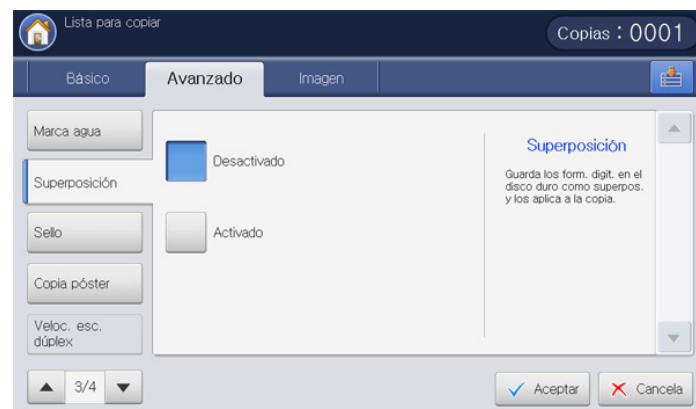 Lista para copiar
Copias : 0001
Básico
Avanzado
Imagen
Marca agua
Superposición
Sello
Copia póster
Veloc. esc.
dúplex
3/4
Desactivado
Activado
Superposición
Guarda los form. digit. en el
disco duro como superpos.
y los aplica a la copia.
Aceptar
Cancela